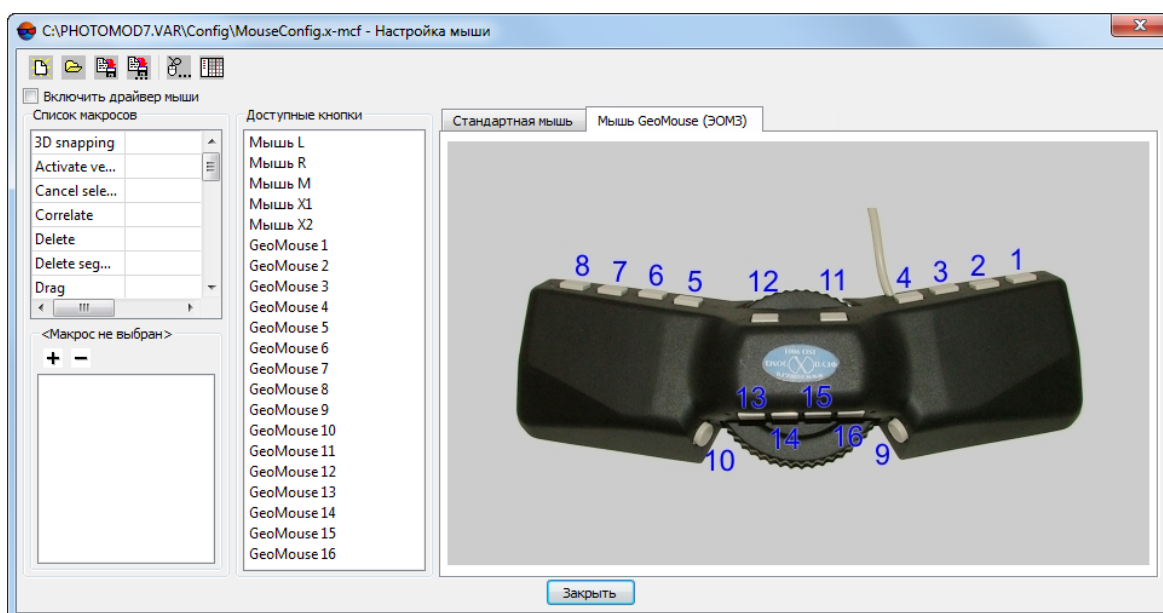 C:\PHOTOMOD7.VAR\Config\MouseConfig.x-mcf - Настройка мыши
Включить драйвер мыши
Список макросов
3D snapping
Activate ve...
Cancel sele...
Correlate
Delete
Delete seg...
Drag
<Макрос не выбран>
Доступные кнопки
Мышь L
Мышь R
Мышь M
Мышь X1
Мышь X2
GeoMouse 1
GeoMouse 2
GeoMouse 3
GeoMouse 4
GeoMouse 5
GeoMouse 6
GeoMouse 7
GeoMouse 8
GeoMouse 9
GeoMouse 10
GeoMouse 11
GeoMouse 12
GeoMouse 13
GeoMouse 14
GeoMouse 15
GeoMouse 16
Стандартная мышь Мышь GeoMouse (ЭОМЗ)
8 7 6 5 12 11 4 3 2 1
13 15
10 14 16 9
Закрыть